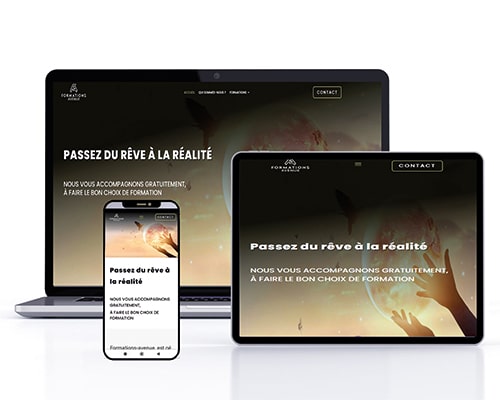 FORMATIONS
AVENUE
ACCUEIL QUI SOMMES-NOUS ? FORMATIONS
CONTACT
PASSEZ DU RÊVE À LA RÉALITÉ
NOUS VOUS ACCOMPAGNONS GRATUITEMENT,
À FAIRE LE BON CHOIX DE FORMATION
CONTACT
Passez du rêve à
la réalité
NOUS VOUS ACCOMPAGNONS
GRATUITEMENT,
À FAIRE LE BON CHOIX DE
FORMATION
Formations-avenue, est né
FORMATIONS
AVENUE
CONTACT
Passez du rêve à la réalité
NOUS VOUS ACCOMPAGNONS GRATUITEMENT,
À FAIRE LE BON CHOIX DE FORMATION